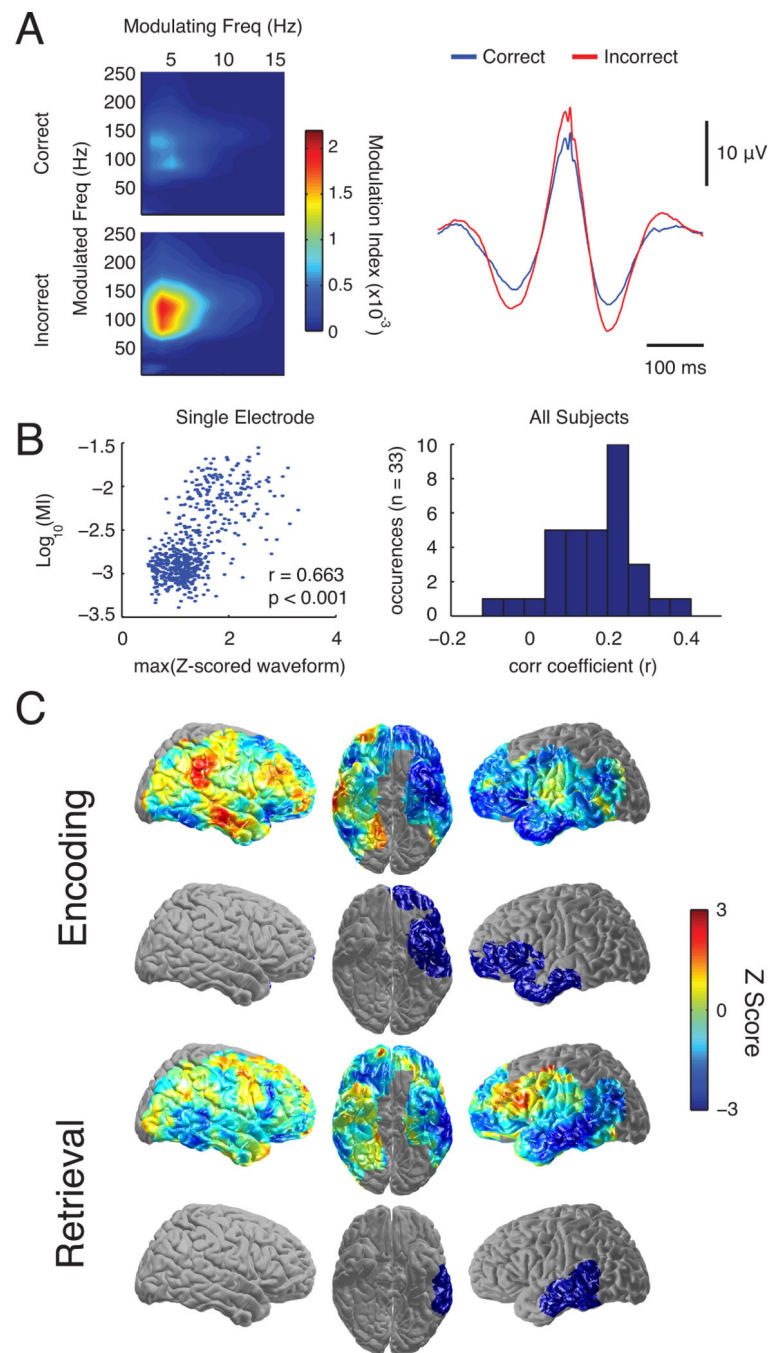 A
Modulating Freq (Hz)
5 10 15
Correct Incorrect
250
200
150
100
50
250
200
150
100
50
Correct
Incorrect
Modulated Freq (Hz)
2
1.5
1
0.5
0
Modulation Index (x10-3)
10 μV
100 ms
B
Single Electrode
−1.5
−2
−2.5
−3
−3.5
Log10(MI)
r = 0.663
p < 0.001
0 2 4
max(Z-scored waveform)
All Subjects
10
8
6
4
2
0
occurences (n = 33)
−0.2 0 0.2 0.4
corr coefficient (r)
C
Encoding
Retrieval
3
0
−3
Z Score